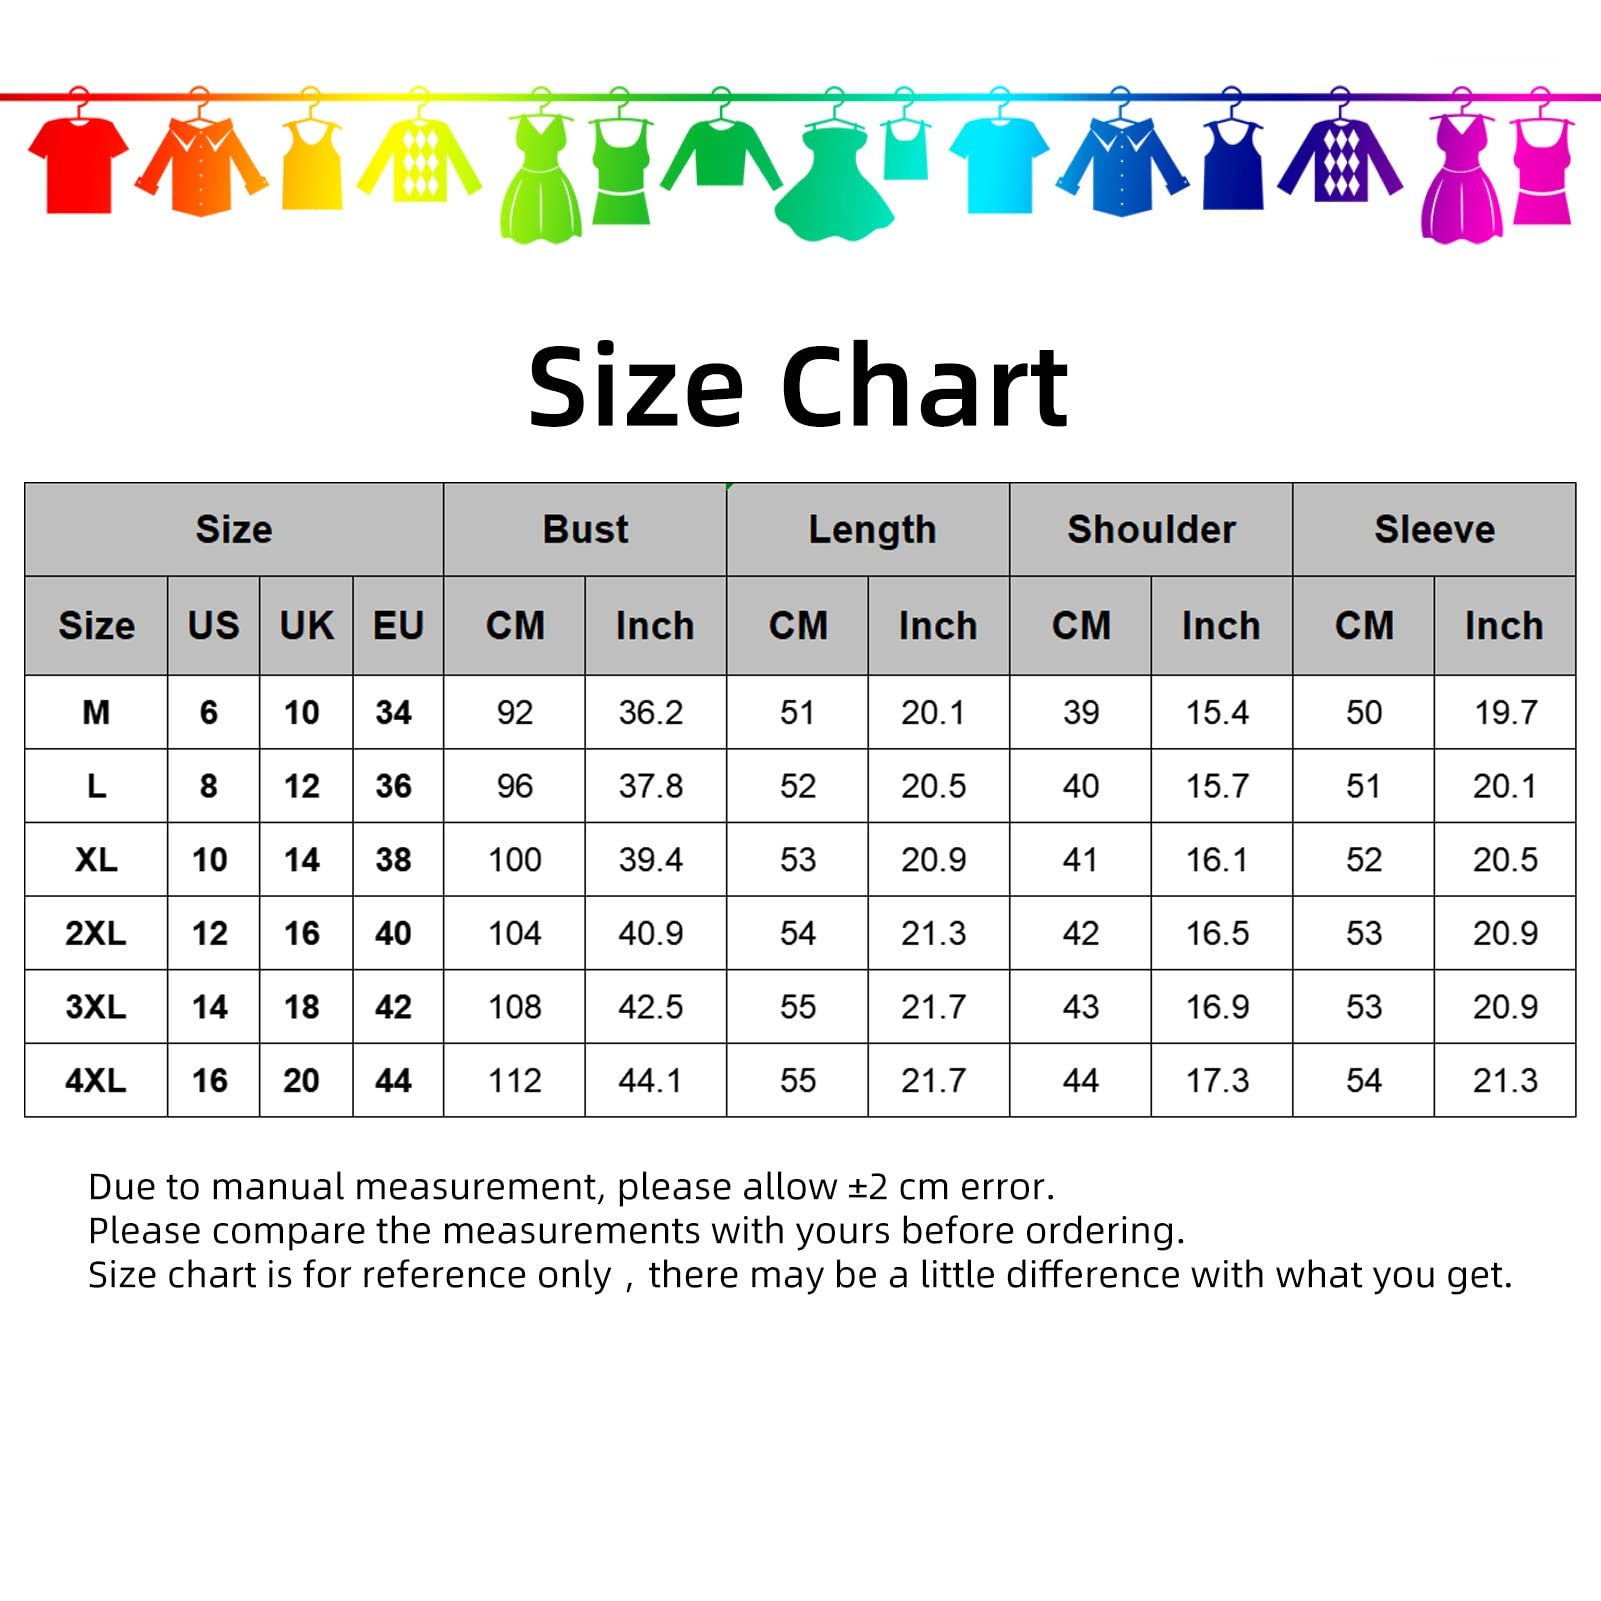 Size Chart
Size Bust Length Shoulder Sleeve
Size US UK EU CM Inch CM Inch CM Inch CM Inch
M 6 10 34 92 36.2 51 20.1 39 15.4 50 19.7
L 8 12 36 96 37.8 52 20.5 40 15.7 51 20.1
XL 10 14 38 100 39.4 53 20.9 41 16.1 52 20.5
2XL 12 16 40 104 40.9 54 21.3 42 16.5 53 20.9
3XL 14 18 42 108 42.5 55 21.7 43 16.9 53 20.9
4XL 16 20 44 112 44.1 55 21.7 44 17.3 54 21.3
Due to manual measurement, please allow ±2 cm error.
Please compare the measurements with yours before ordering.
Size chart is for reference only , there may be a little difference with what you get.